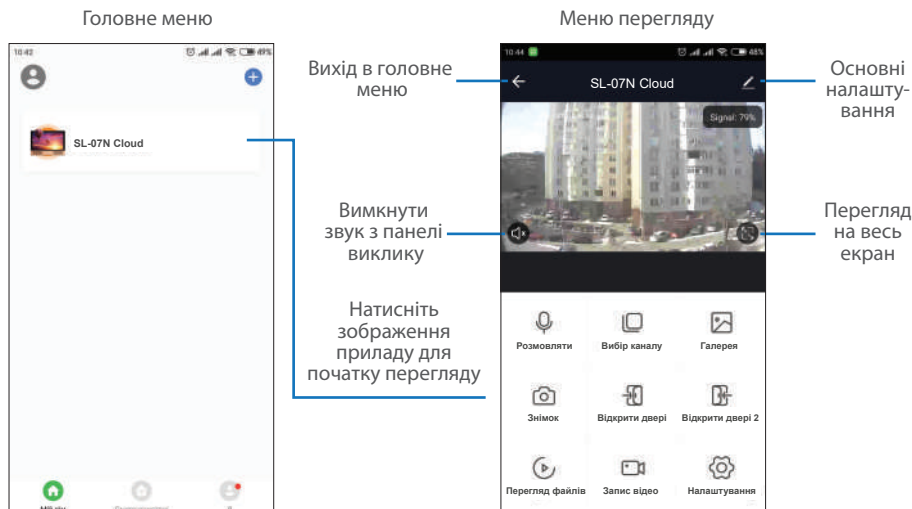 Головне меню
10:42
49%
SL-07N Cloud
Вихід в головне
меню
Вимкнути
звук з панелі
виклику
Натисніть
зображення
приладу для
початку перегляду
Меню перегляду
10:44
48%
SL-07N Cloud
Signal: 79%
Розмовляти
Вибір каналу
Галерея
Знімок
Відкрити двері
Відкрити двері 2
Перегляд файлів
Запис відео
Налаштування
Основні
налашту-
вання
Перегляд
на весь
екран